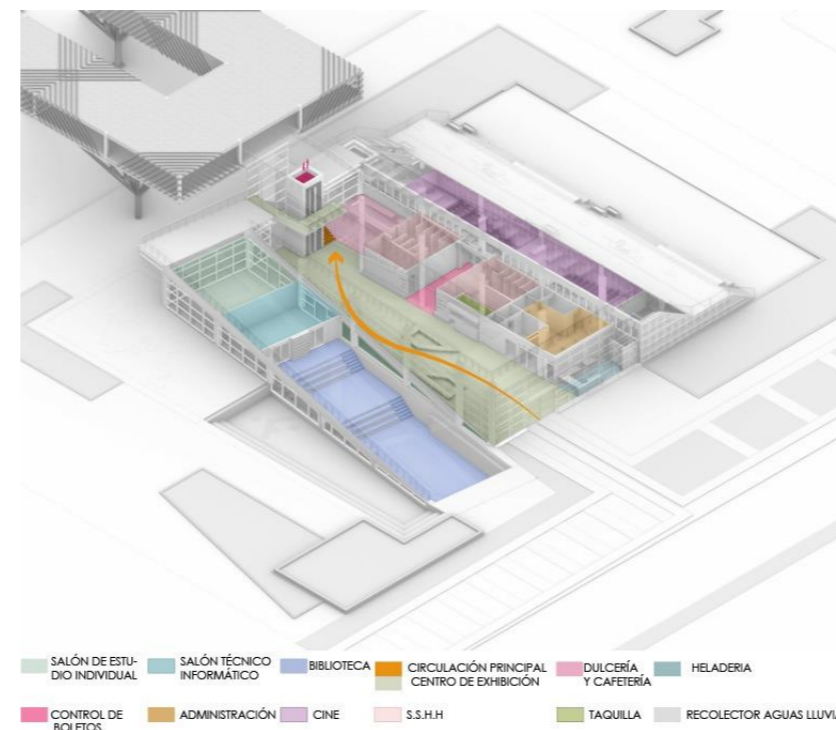 SALÓN DE ESTU-
DIO INDIVIDUAL
SALÓN TÉCNICO
INFORMÁTICO
BIBLIOTECA
CIRCULACIÓN PRINCIPAL
CENTRO DE EXHIBICIÓN
DULCERÍA
Y CAFETERÍA
HELADERIA
CONTROL DE
BOLETOS
ADMINISTRACIÓN
CINE
S.S.H.H
TAQUILLA
RECOLECTOR AGUAS LLUVIA